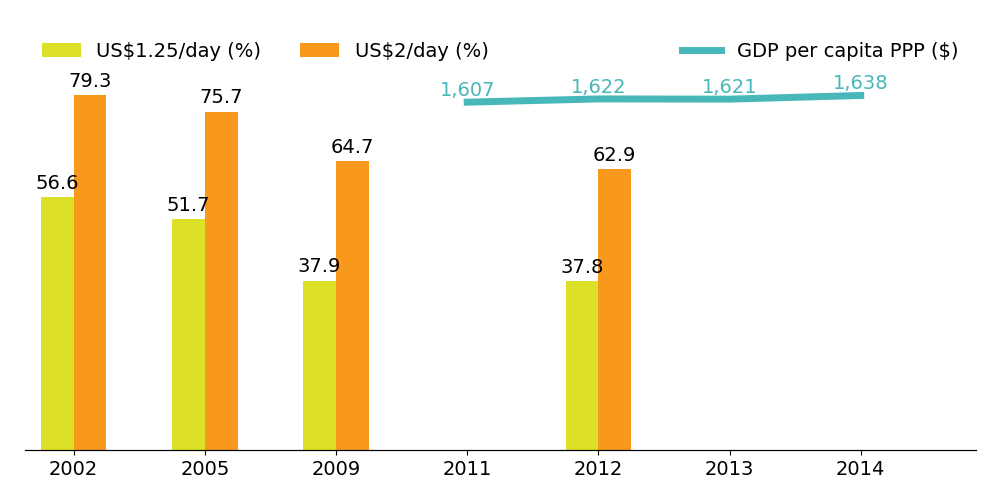 US$1.25/day (%) US$2/day (%) GDP per capita PPP ($)
79.3 75.7 1,607 1,622 1,621 1,638
64.7 62.9
56.6 51.7
37.9 37.8
2002 2005 2009 2011 2012 2013 2014